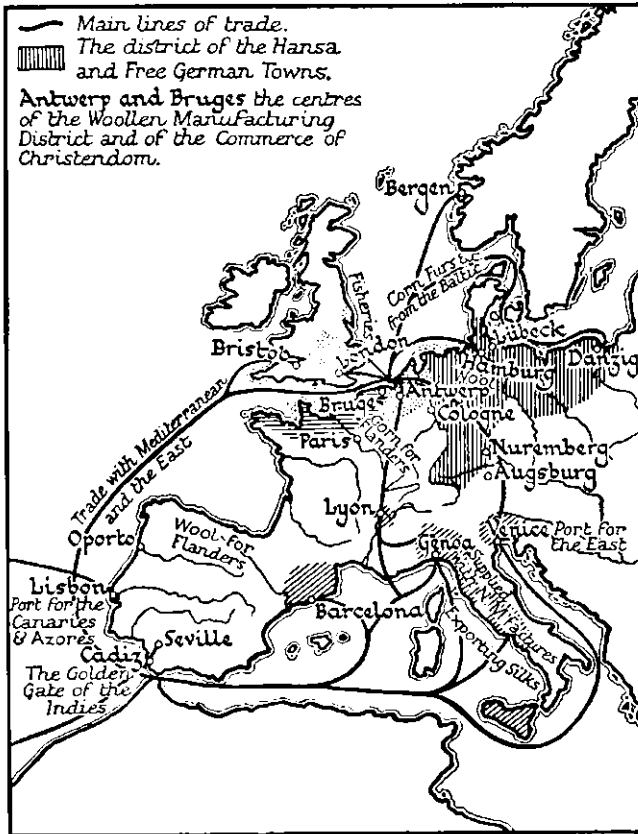 Main lines of trade.
The district of the Hansa
and Free German Towns.
Antwerp and Bruges the centres
of the Woollen Manufacturing
District and of the Commerce of
Christendom.
Bergen
Corn Furs &c
from the Baltic
Fisheries
Lübeck
Bristol
London
Hamburg
Danzig
Antwerp
Wool
Bruges
Cologne
Paris
Corn for
Flanders
Nuremberg
Augsburg
Trade with Mediterranean
and the East
Lyon
Oporto
Wool for
Flanders
Genoa
Venice
Port for
the East
Supplied
with N. M'factures
Exporting Silks
Lisbon
Port for the
Canaries
& Azores
Barcelona
Seville
Cadiz
The Golden
Gate of the
Indies